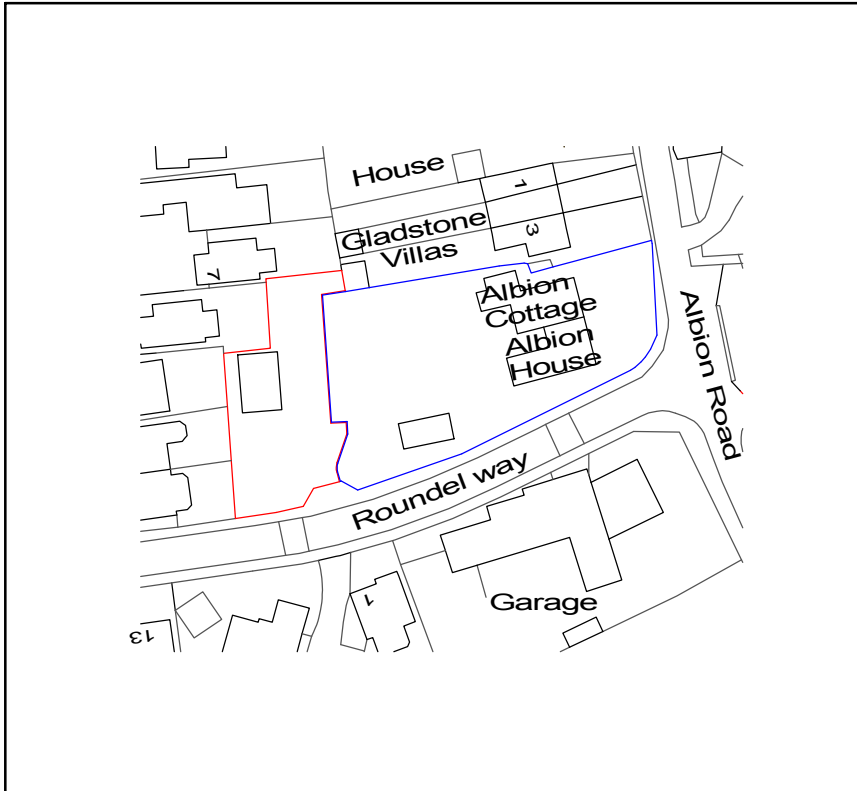 House
1
Gladstone
Villas
3
7
Albion
Cottage
Albion
House
Albion Road
Roundel way
Garage
1
13